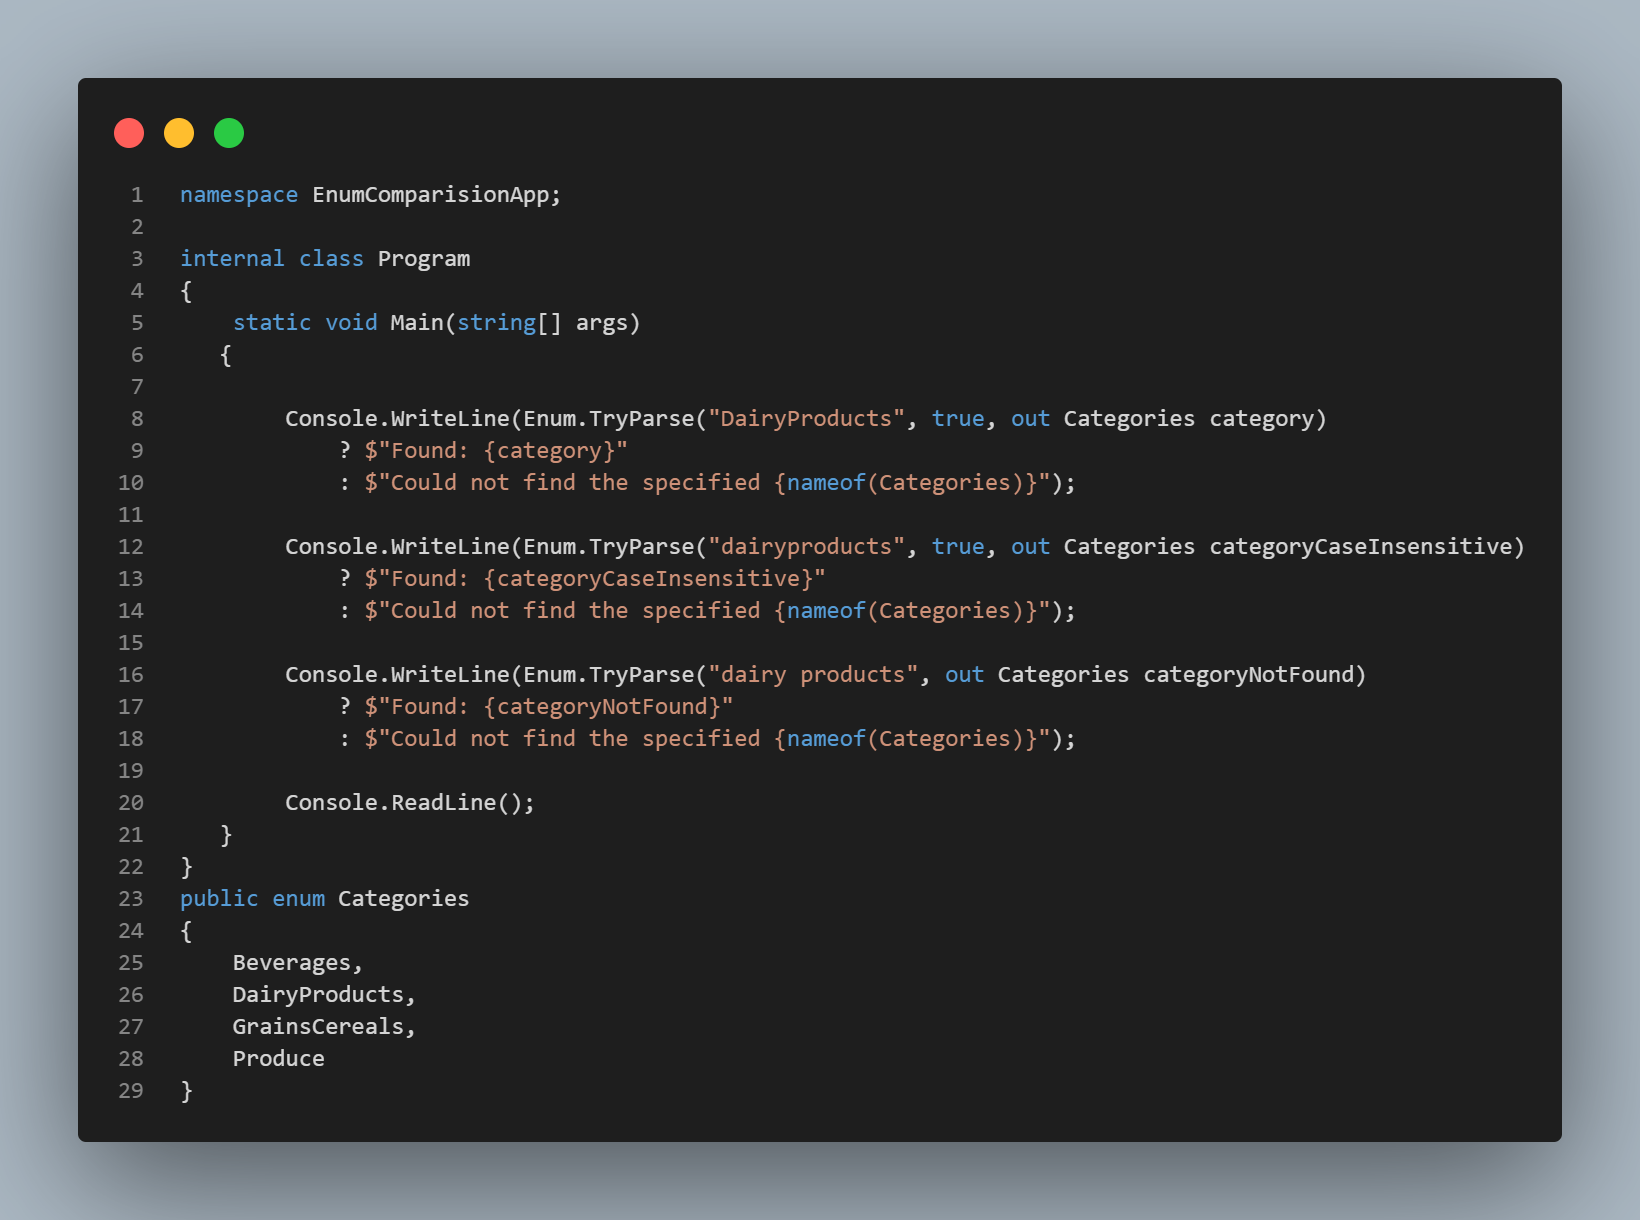 1 namespace EnumComparisionApp;
2
3 internal class Program
4 {
5     static void Main(string[] args)
6    {
7
8         Console.WriteLine(Enum.TryParse("DairyProducts", true, out Categories category)
9             ? $"Found: {category}"
10             : $"Could not find the specified {nameof(Categories)}");
11
12         Console.WriteLine(Enum.TryParse("dairyproducts", true, out Categories categoryCaseInsensitive)
13             ? $"Found: {categoryCaseInsensitive}"
14             : $"Could not find the specified {nameof(Categories)}");
15
16         Console.WriteLine(Enum.TryParse("dairy products", out Categories categoryNotFound)
17             ? $"Found: {categoryNotFound}"
18             : $"Could not find the specified {nameof(Categories)}");
19
20         Console.ReadLine();
21    }
22 }
23 public enum Categories
24 {
25     Beverages,
26     DairyProducts,
27     GrainsCereals,
28     Produce
29 }